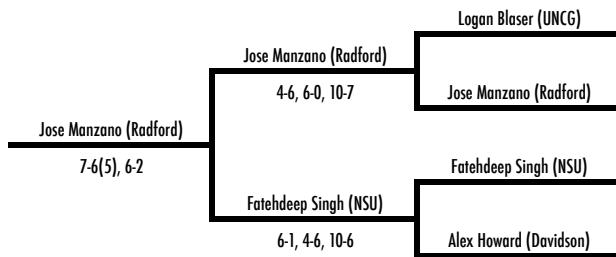 Logan Blaser (UNCG)
Jose Manzano (Radford)
4-6, 6-0, 10-7
Jose Manzano (Radford)
Jose Manzano (Radford)
7-6(5), 6-2
Fatehdeep Singh (NSU)
Fatehdeep Singh (NSU)
6-1, 4-6, 10-6
Alex Howard (Davidson)